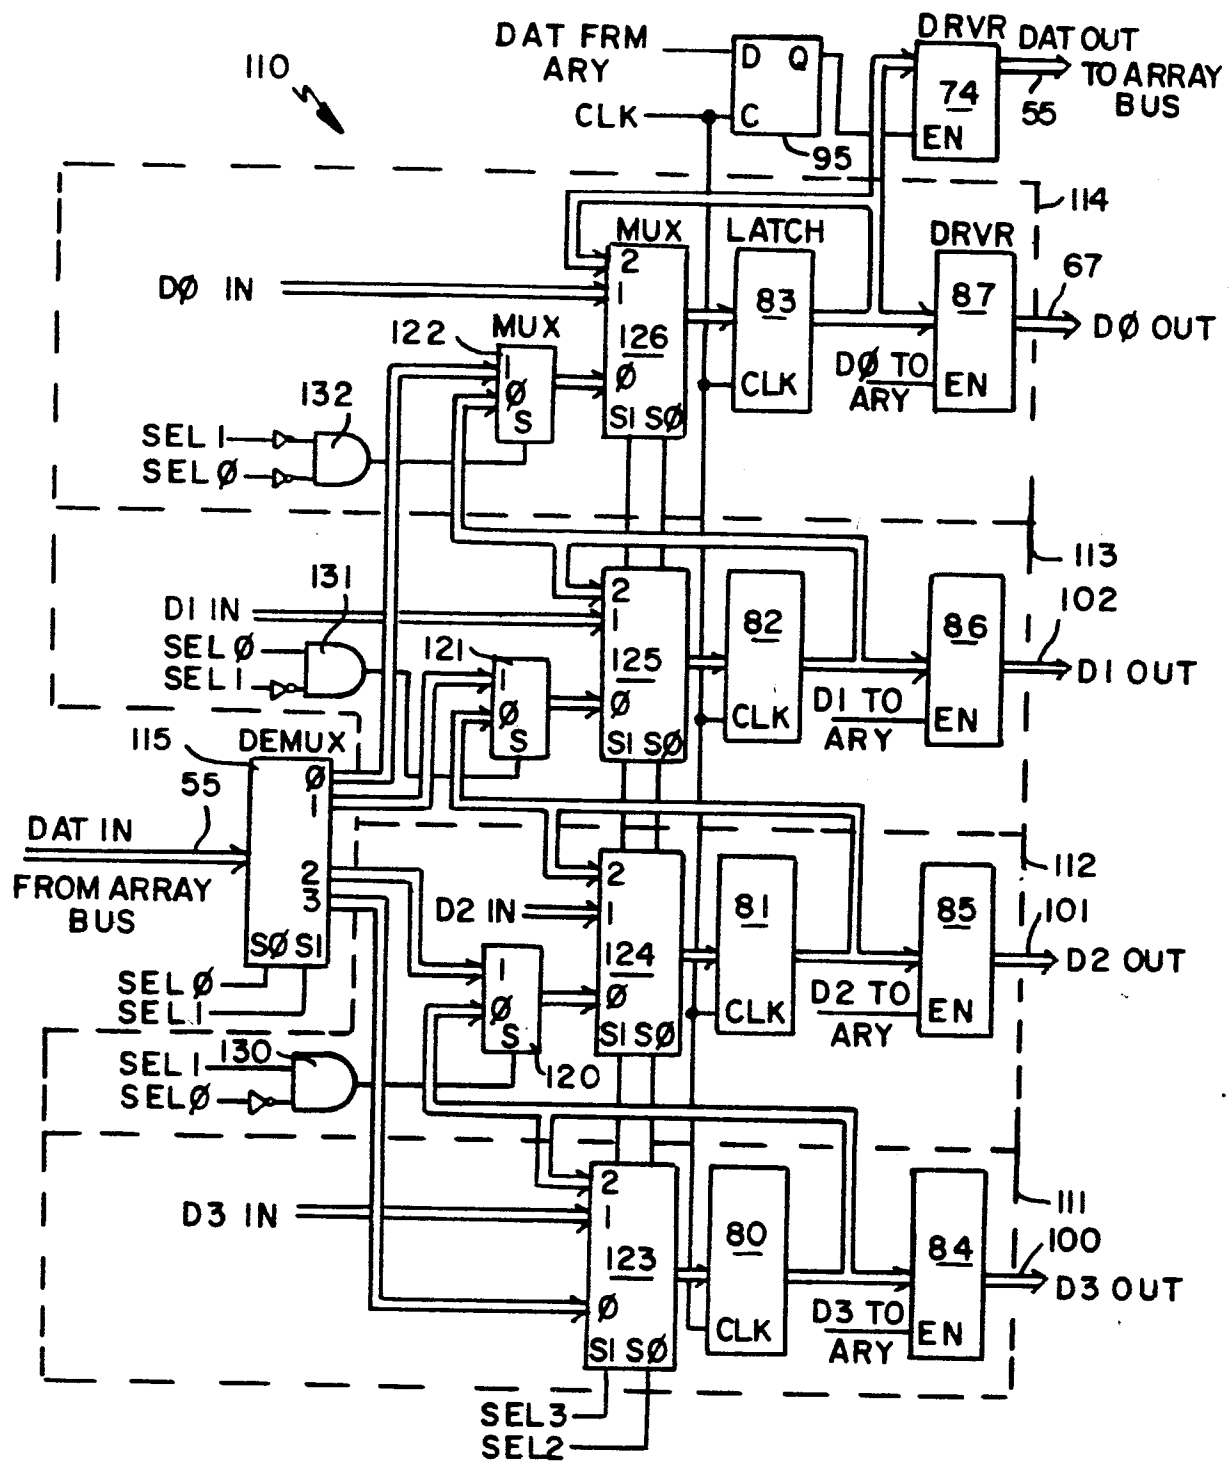 DAT FRM
ARY
CLK
D Q
C
95
DRVR
74
EN
DAT OUT
TO ARRAY
BUS
55
110
114
DØ IN
MUX
2
1
126
Ø
S1 SØ
LATCH
83
CLK
DRVR
87
EN
DØ TO
ARY
67
DØ OUT
122
MUX
1
Ø
S
132
SEL 1
SEL Ø
113
D1 IN
131
SEL Ø
SEL 1
121
1
Ø
S
2
1
125
Ø
S1 SØ
82
CLK
86
EN
D1 TO
ARY
102
D1 OUT
115
DEMUX
Ø
1
2
3
SØ S1
55
DAT IN
FROM ARRAY
BUS
SEL Ø
SEL 1
112
D2 IN
2
1
124
Ø
S1 SØ
81
CLK
85
EN
D2 TO
ARY
101
D2 OUT
1
Ø
S
120
SEL 1
130
SEL Ø
111
D3 IN
2
1
123
Ø
S1 SØ
80
CLK
84
EN
D3 TO
ARY
100
D3 OUT
SEL3
SEL2